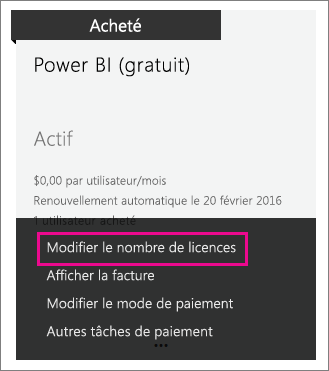 Acheté
Power BI (gratuit)
Actif
$0,00 par utilisateur/mois
Renouvellement automatique le 20 février 2016
1 utilisateur acheté
Modifier le nombre de licences
Afficher la facture
Modifier le mode de paiement
Autres tâches de paiement
...